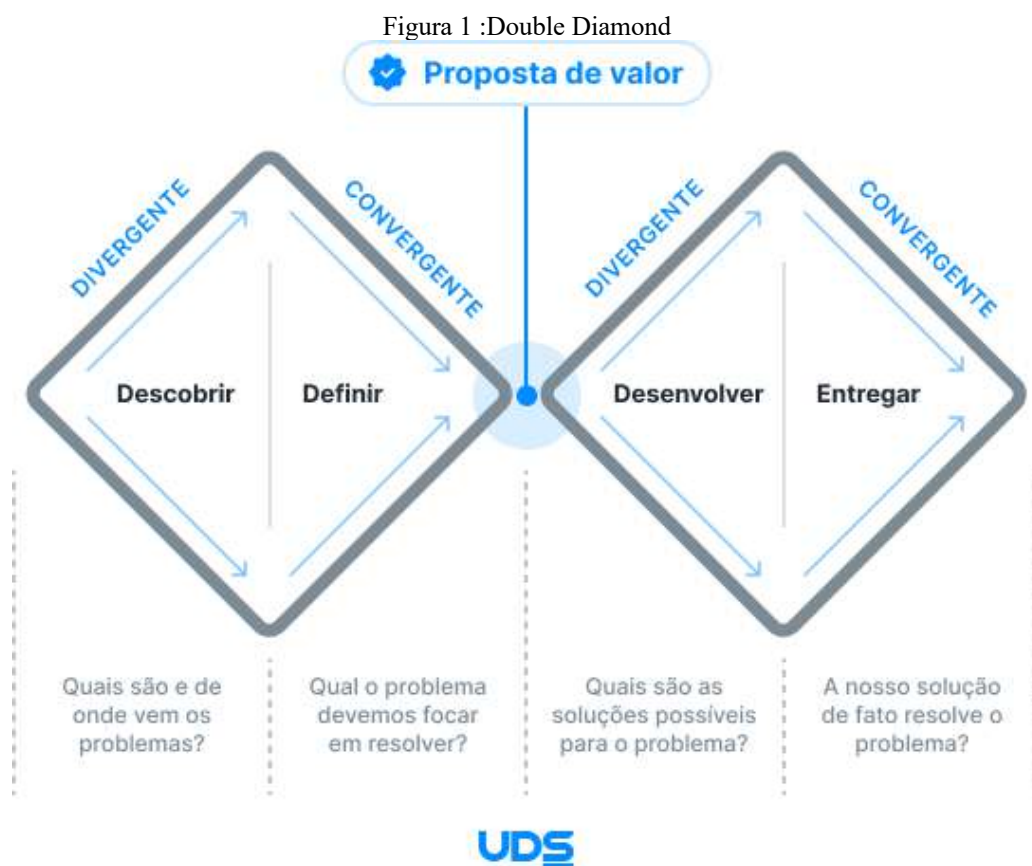 Figura 1 :Double Diamond
Proposta de valor
DIVERGENTE
CONVERGENTE
DIVERGENTE
CONVERGENTE
Descobrir
Definir
Desenvolver
Entregar
Quais são e de
onde vem os
problemas?
Qual o problema
devemos focar
em resolver?
Quais são as
soluções possíveis
para o problema?
A nosso solução
de fato resolve o
problema?
UDS